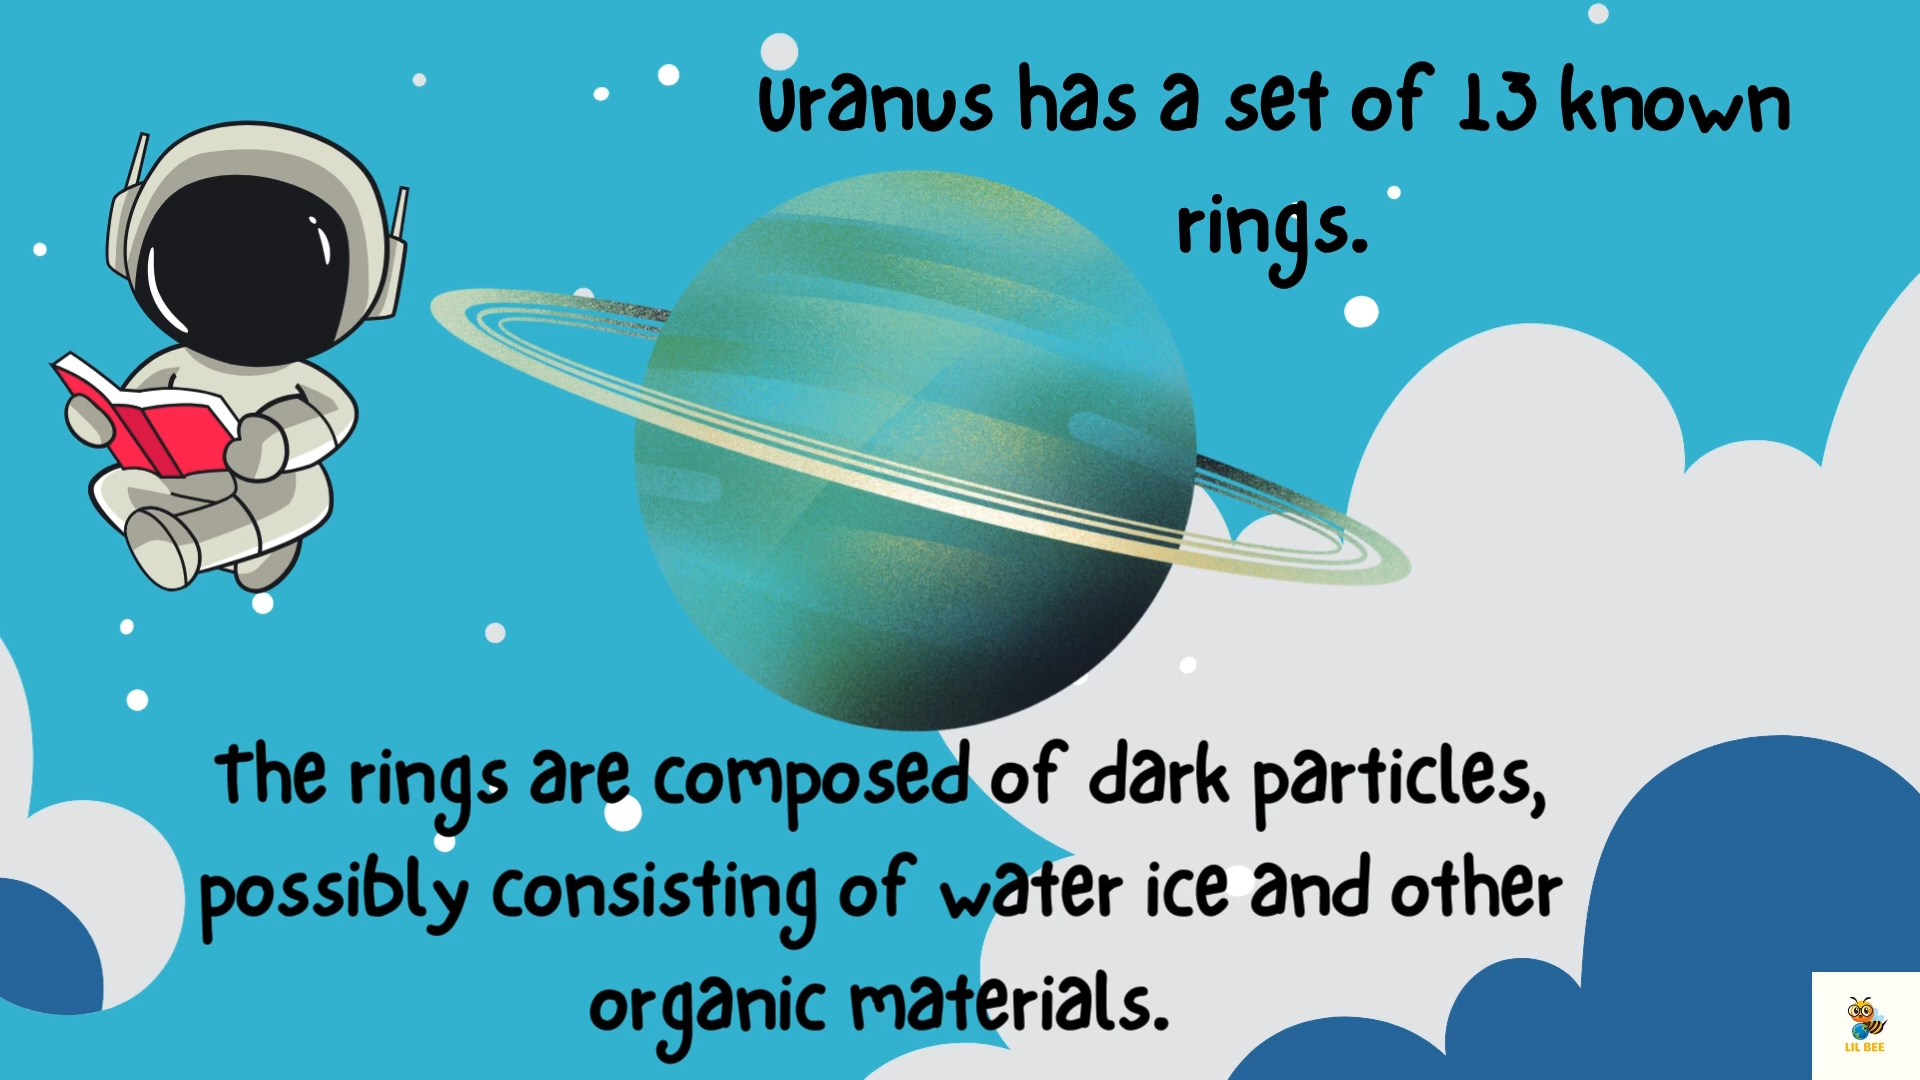 Uranus has a set of 13 known
rings.
The rings are composed of dark particles,
possibly consisting of water ice and other
organic materials.
LIL BEE